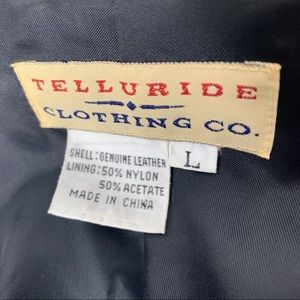 TELLURIDE
CLOTHING CO.
SHELL: GENUINE LEATHER
LINING: 50% NYLON
50% ACETATE
MADE IN CHINA
L